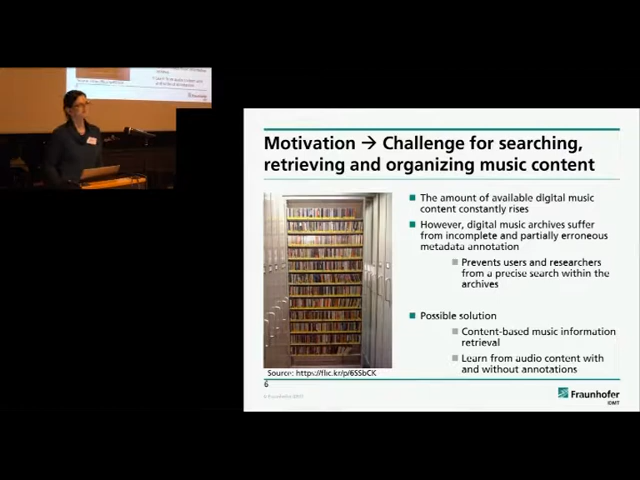 Motivation → Challenge for searching,
retrieving and organizing music content
The amount of available digital music
content constantly rises
However, digital music archives suffer
from incomplete and partially erroneous
metadata annotation
Prevents users and researchers
from a precise search within the
archives
Possible solution
Content-based music information
retrieval
Learn from audio content with
and without annotations
Source: https://flic.kr/p/6SSbCK
6
Fraunhofer
IDMT